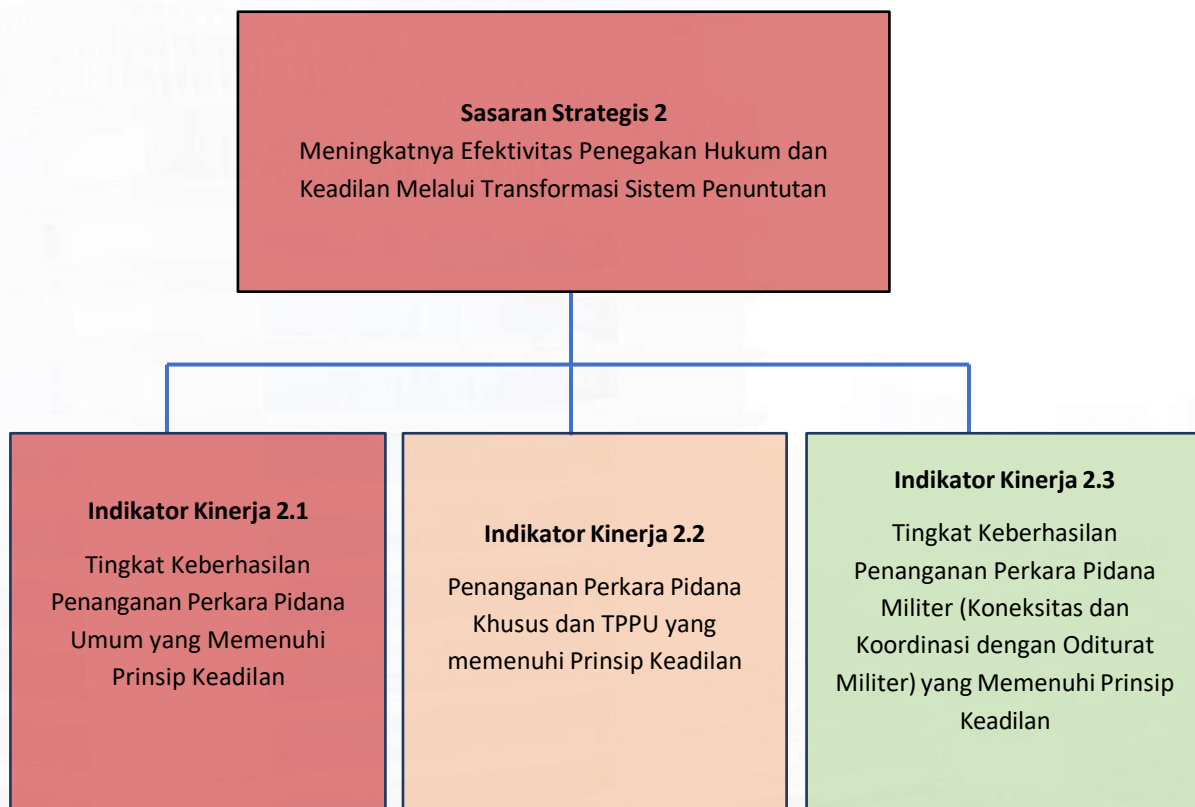 Sasaran Strategis 2
Meningkatnya Efektivitas Penegakan Hukum dan
Keadilan Melalui Transformasi Sistem Penuntutan
Indikator Kinerja 2.1
Tingkat Keberhasilan
Penanganan Perkara Pidana
Umum yang Memenuhi
Prinsip Keadilan
Indikator Kinerja 2.2
Penanganan Perkara Pidana
Khusus dan TPPU yang
memenuhi Prinsip Keadilan
Indikator Kinerja 2.3
Tingkat Keberhasilan
Penanganan Perkara Pidana
Militer (Koneksitas dan
Koordinasi dengan Oditurat
Militer) yang Memenuhi Prinsip
Keadilan